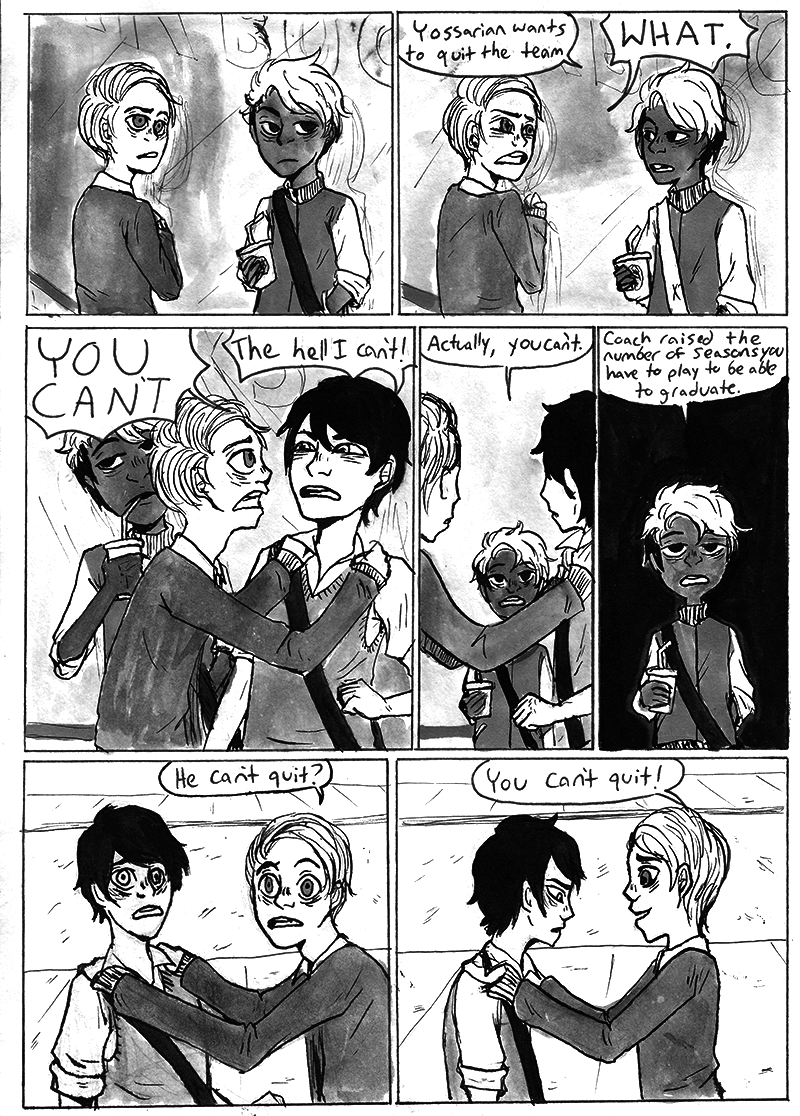 Yossarian wants
to quit the team
WHAT.
YOU
CAN'T
The hell I can't!
Actually, you can't.
Coach raised the
number of seasons you
have to play to be able
to graduate.
He can't quit?
You can't quit!